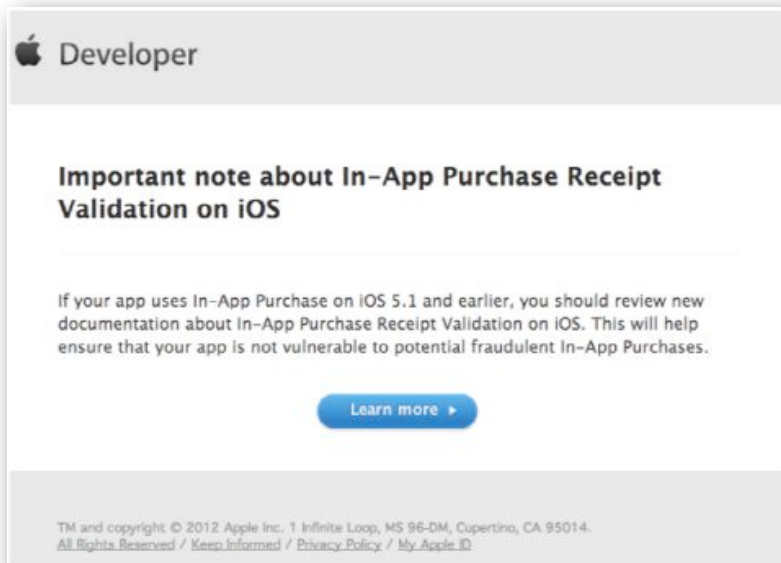 Developer
Important note about In-App Purchase Receipt
Validation on iOS
If your app uses In-App Purchase on iOS 5.1 and earlier, you should review new
documentation about In-App Purchase Receipt Validation on iOS. This will help
ensure that your app is not vulnerable to potential fraudulent In-App Purchases.
Learn more ▸
TM and copyright © 2012 Apple Inc. 1 Infinite Loop, MS 96-DM, Cupertino, CA 95014.
All Rights Reserved / Keep Informed / Privacy Policy / My Apple ID